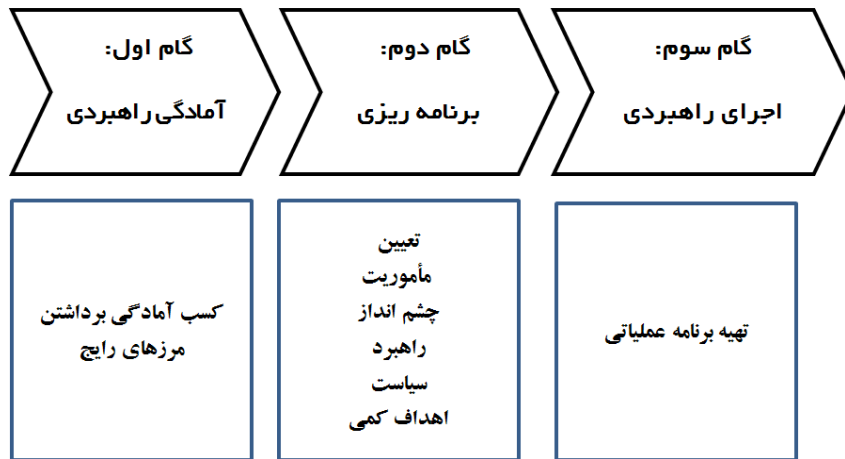 گام اول:
آمادگی راهبردی
گام دوم:
برنامه ریزی
گام سوم:
اجرای راهبردی
کسب آمادگی برداشتن
مرزهای رایج
تعیین
مأموریت
چشم انداز
راهبرد
سیاست
اهداف کمی
تهیه برنامه عملیاتی